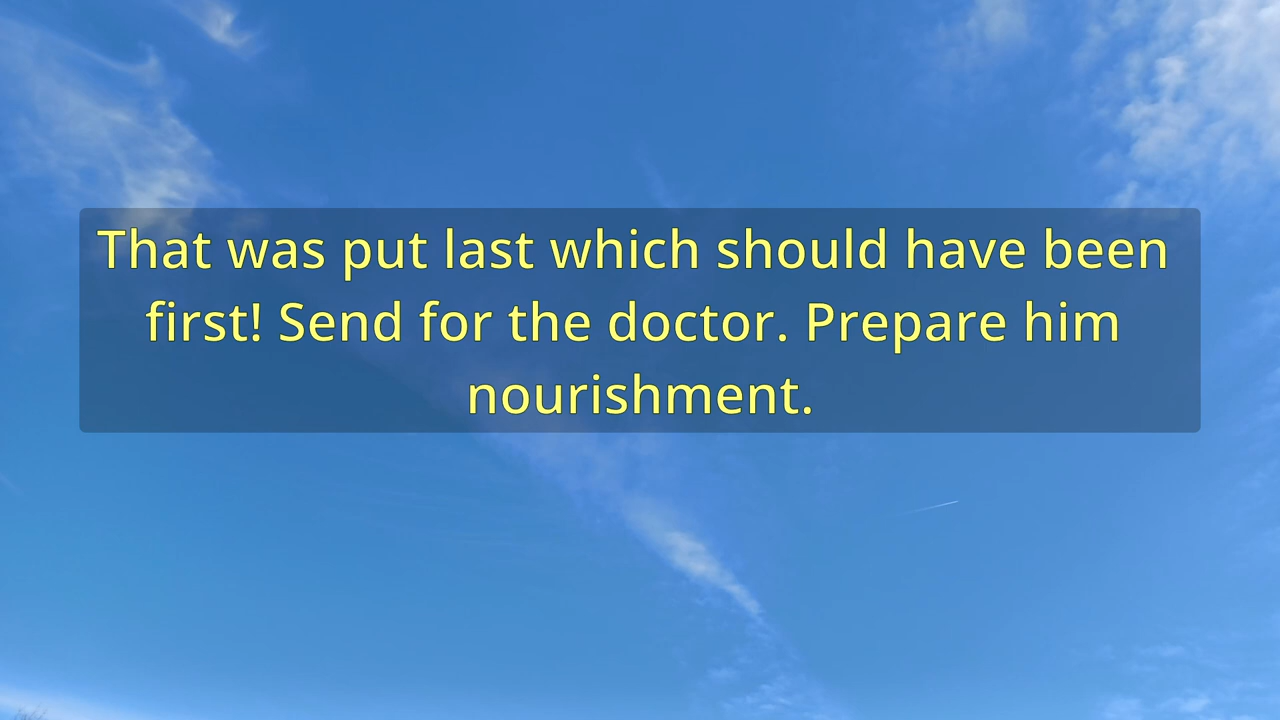 That was put last which should have been
first! Send for the doctor. Prepare him
nourishment.